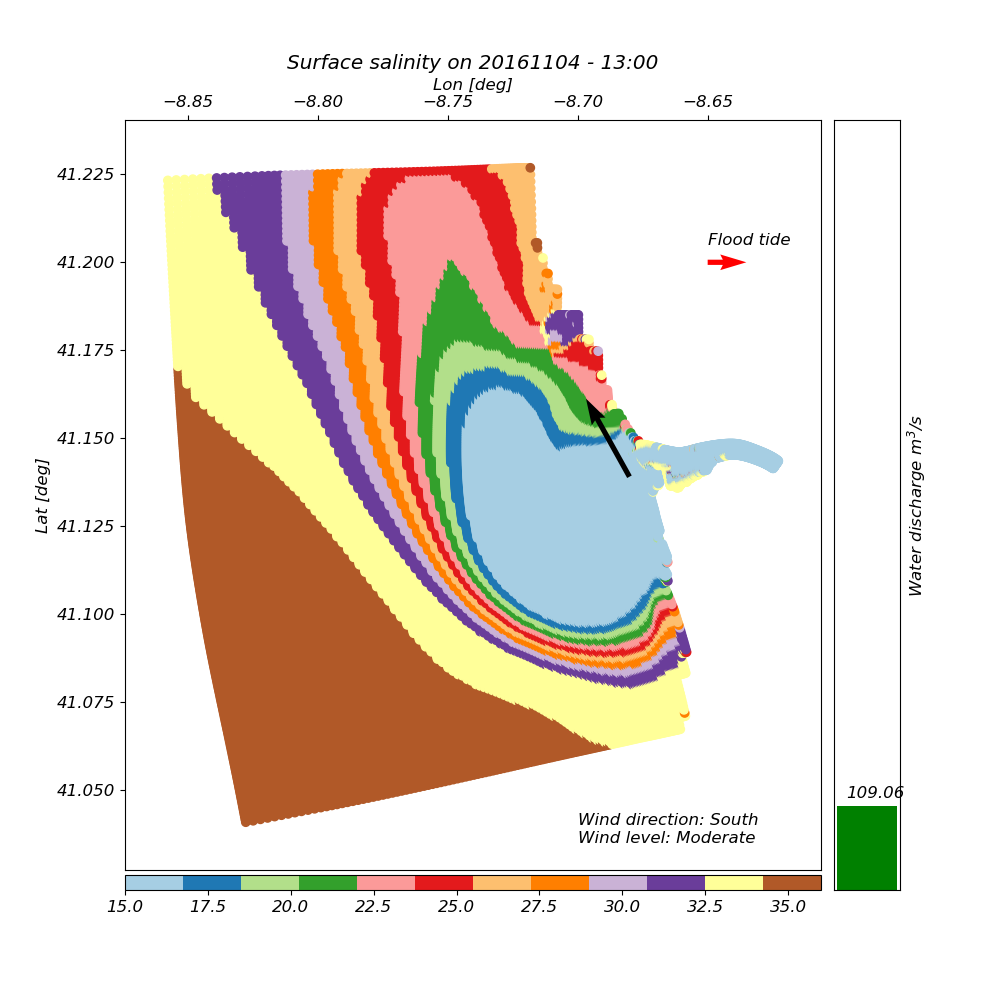 Surface salinity on 20161104 - 13:00
Lon [deg]
−8.85 −8.80 −8.75 −8.70 −8.65
41.225
41.200
41.175
41.150
41.125
41.100
41.075
41.050
Lat [deg]
Flood tide
Wind direction: South
Wind level: Moderate
15.0 17.5 20.0 22.5 25.0 27.5 30.0 32.5 35.0
109.06
Water discharge m³/s